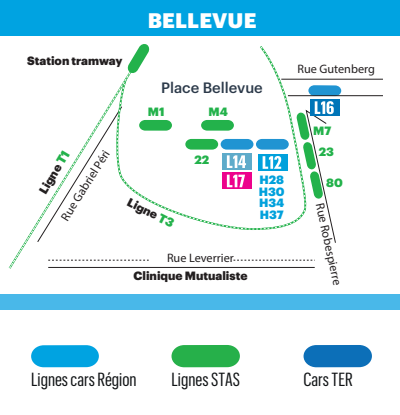 BELLEVUE
Station tramway
Rue Gutenberg
Place Bellevue
L16
M1
M4
M7
23
22
L14
L12
L17
H28
H30
H34
H37
80
Ligne T1
Rue Gabriel Péri
Ligne T3
Rue Robespierre
Rue Leverrier
Clinique Mutualiste
Lignes cars Région
Lignes STAS
Cars TER